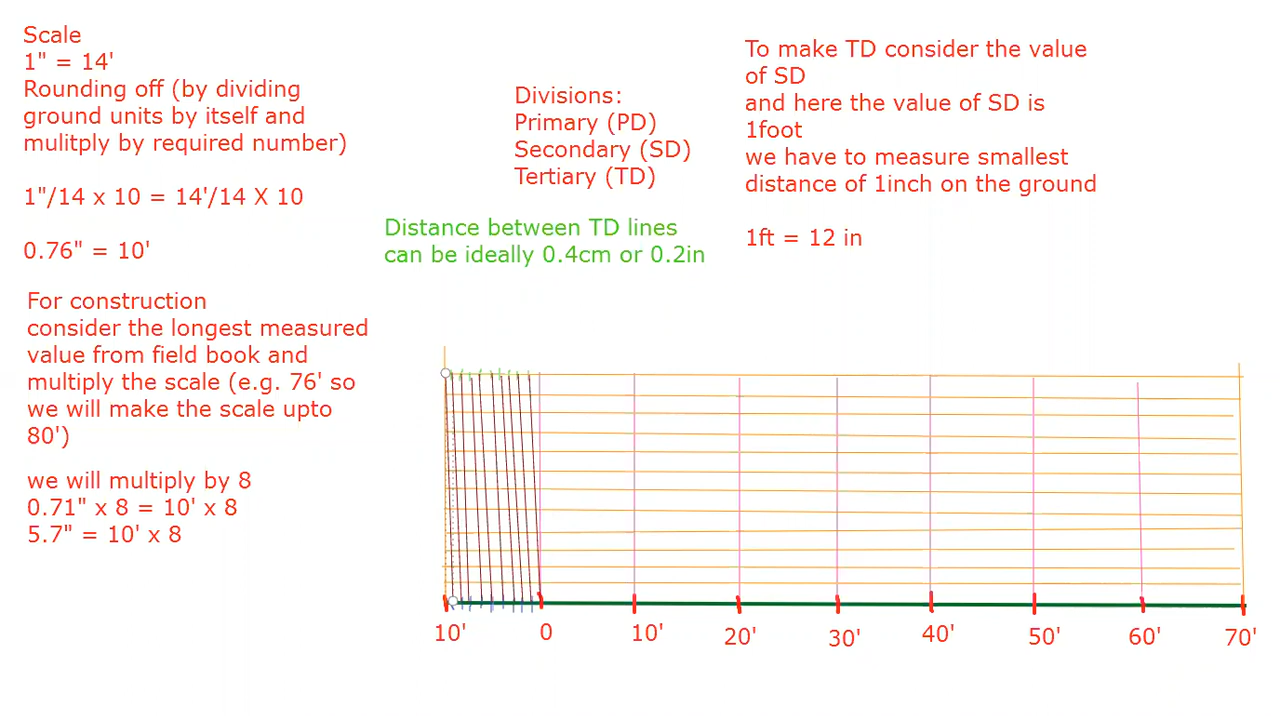 Scale
1" = 14'
Rounding off (by dividing
ground units by itself and
mulitply by required number)
1"/14 x 10 = 14'/14 X 10
0.76" = 10'
For construction
consider the longest measured
value from field book and
multiply the scale (e.g. 76' so
we will make the scale upto
80')
we will multiply by 8
0.71" x 8 = 10' x 8
5.7" = 10' x 8
Divisions:
Primary (PD)
Secondary (SD)
Tertiary (TD)
Distance between TD lines
can be ideally 0.4cm or 0.2in
To make TD consider the value
of SD
and here the value of SD is
1foot
we have to measure smallest
distance of 1inch on the ground
1ft = 12 in
10' 0 10' 20' 30' 40' 50' 60' 70'